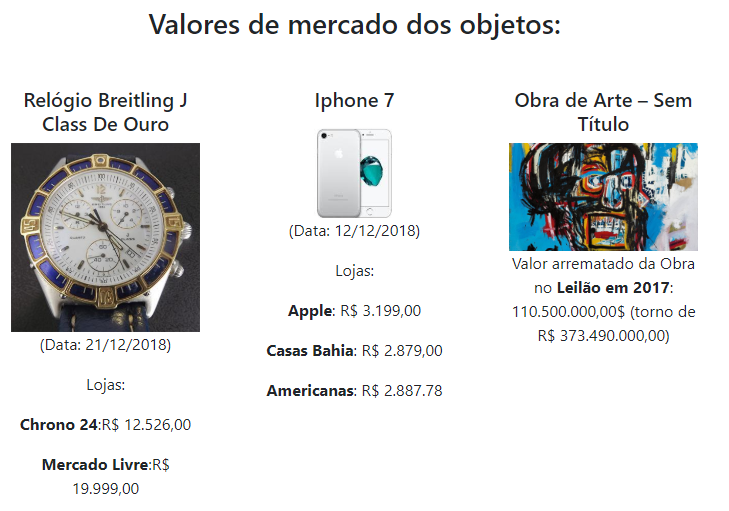 Valores de mercado dos objetos:
Relógio Breitling J
Class De Ouro
(Data: 21/12/2018)
Lojas:
Chrono 24:R$ 12.526,00
Mercado Livre:R$
19.999,00
Iphone 7
(Data: 12/12/2018)
Lojas:
Apple: R$ 3.199,00
Casas Bahia: R$ 2.879,00
Americanas: R$ 2.887.78
Obra de Arte – Sem
Título
Valor arrematado da Obra
no Leilão em 2017:
110.500.000,00$ (torno de
R$ 373.490.000,00)